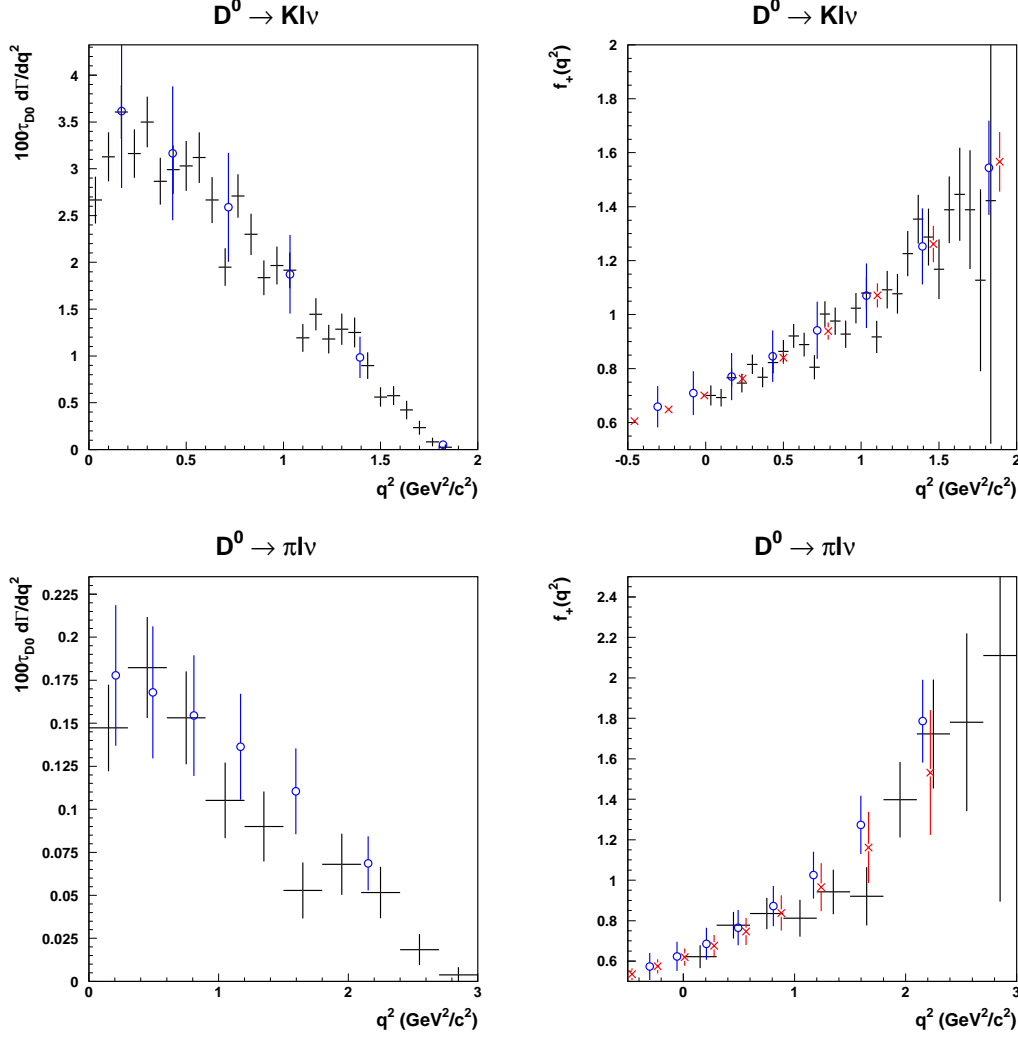 D⁰ → Klν
100τ_D0 dΓ/dq²
4
3.5
3
2.5
2
1.5
1
0.5
0
0 0.5 1 1.5 2
q² (GeV²/c²)
D⁰ → Klν
f₊(q²)
2
1.8
1.6
1.4
1.2
1
0.8
0.6
-0.5 0 0.5 1 1.5 2
q² (GeV²/c²)
D⁰ → πlν
100τ_D0 dΓ/dq²
0.225
0.2
0.175
0.15
0.125
0.1
0.075
0.05
0.025
0
0 1 2 3
q² (GeV²/c²)
D⁰ → πlν
f₊(q²)
2.4
2.2
2
1.8
1.6
1.4
1.2
1
0.8
0.6
0 1 2 3
q² (GeV²/c²)